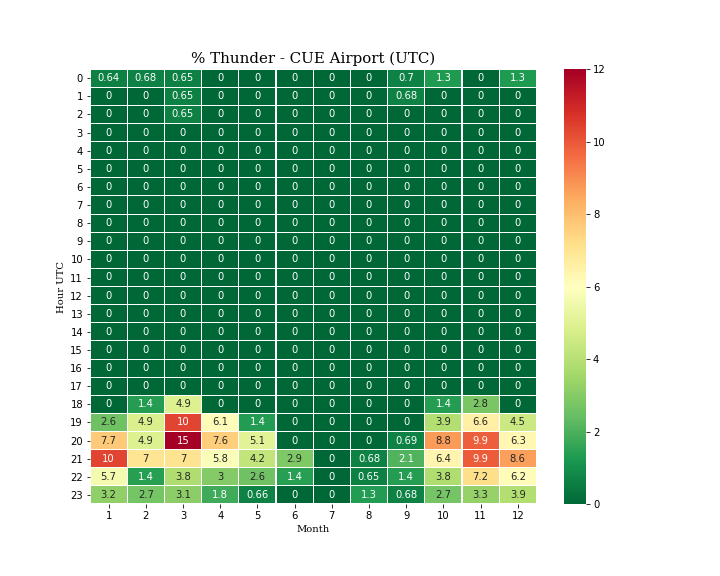 % Thunder - CUE Airport (UTC)
0 0.64 0.68 0.65 0 0 0 0 0 0.7 1.3 0 1.3
1 0 0 0.65 0 0 0 0 0 0.68 0 0 0
2 0 0 0.65 0 0 0 0 0 0 0 0 0
3 0 0 0 0 0 0 0 0 0 0 0 0
4 0 0 0 0 0 0 0 0 0 0 0 0
5 0 0 0 0 0 0 0 0 0 0 0 0
6 0 0 0 0 0 0 0 0 0 0 0 0
7 0 0 0 0 0 0 0 0 0 0 0 0
8 0 0 0 0 0 0 0 0 0 0 0 0
9 0 0 0 0 0 0 0 0 0 0 0 0
10 0 0 0 0 0 0 0 0 0 0 0 0
11 0 0 0 0 0 0 0 0 0 0 0 0
12 0 0 0 0 0 0 0 0 0 0 0 0
13 0 0 0 0 0 0 0 0 0 0 0 0
14 0 0 0 0 0 0 0 0 0 0 0 0
15 0 0 0 0 0 0 0 0 0 0 0 0
16 0 0 0 0 0 0 0 0 0 0 0 0
17 0 0 0 0 0 0 0 0 0 0 0 0
18 0 1.4 4.9 0 0 0 0 0 0 1.4 2.8 0
19 2.6 4.9 10 6.1 1.4 0 0 0 0 3.9 6.6 4.5
20 7.7 4.9 15 7.6 5.1 0 0 0 0.69 8.8 9.9 6.3
21 10 7 7 5.8 4.2 2.9 0 0.68 2.1 6.4 9.9 8.6
22 5.7 1.4 3.8 3 2.6 1.4 0 0.65 1.4 3.8 7.2 6.2
23 3.2 2.7 3.1 1.8 0.66 0 0 1.3 0.68 2.7 3.3 3.9
1 2 3 4 5 6 7 8 9 10 11 12
Month
Hour UTC
12
10
8
6
4
2
0